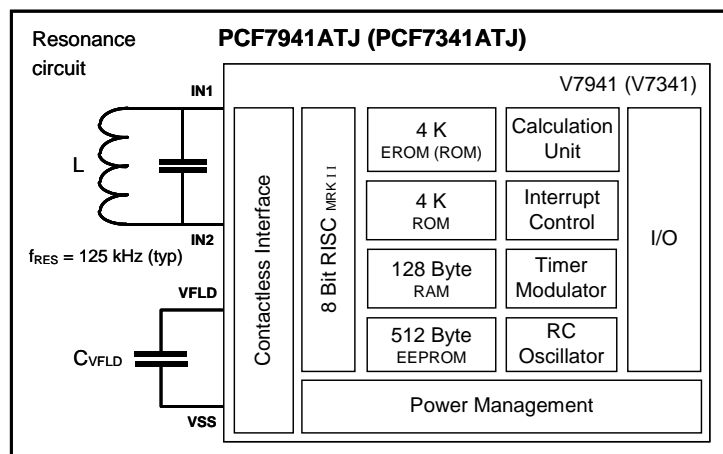 Resonance
circuit
PCF7941ATJ (PCF7341ATJ)
V7941 (V7341)
IN1
L
IN2
fRES = 125 kHz (typ)
VFLD
CVFLD
VSS
Contactless Interface
8 Bit RISC MRK II
4 K
EROM (ROM)
4 K
ROM
128 Byte
RAM
512 Byte
EEPROM
Calculation
Unit
Interrupt
Control
Timer
Modulator
RC
Oscillator
I/O
Power Management